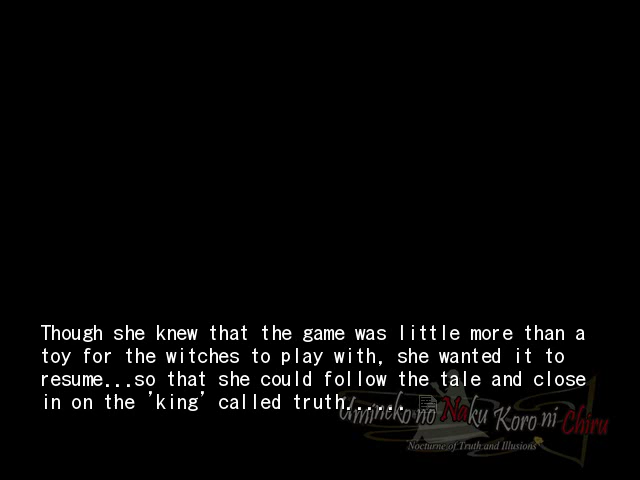 Though she knew that the game was little more than a
toy for the witches to play with, she wanted it to
resume...so that she could follow the tale and close
in on the 'king' called truth......
Umineko no Naku Koro ni Chiru
Nocturne of Truth and Illusions